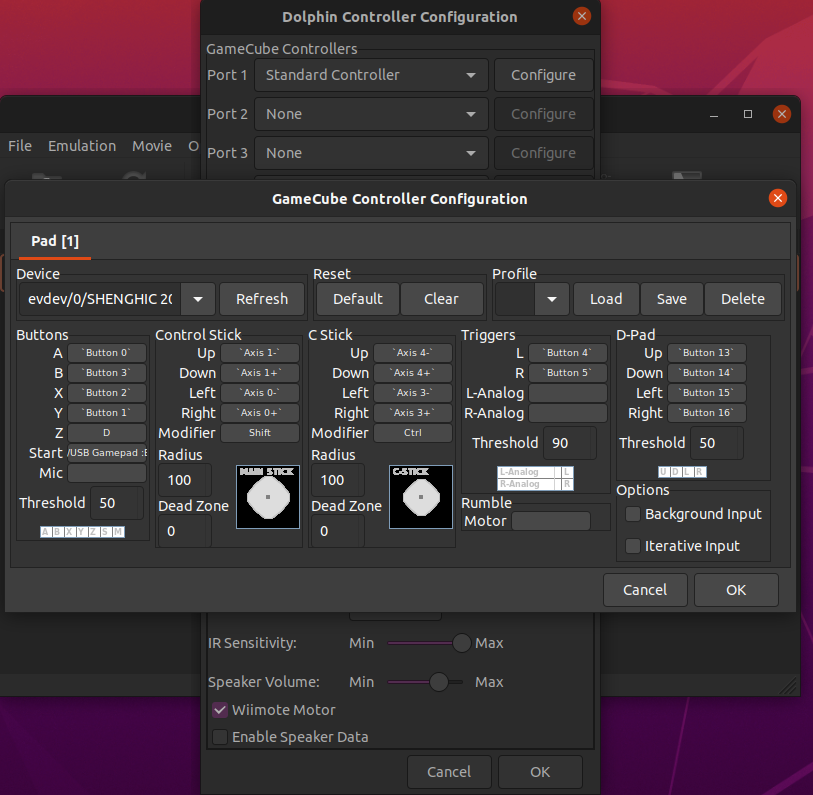 Dolphin Controller Configuration
GameCube Controllers
Port 1 Standard Controller Configure
Port 2 None Configure
Port 3 None Configure
File Emulation Movie O
GameCube Controller Configuration
Pad [1]
Device Reset Profile
evdev/0/SHENGHIC 20 Refresh Default Clear Load Save Delete
Buttons Control Stick C Stick Triggers D-Pad
A `Button 0` Up `Axis 1-` Up `Axis 4-` L `Button 4` Up `Button 13`
B `Button 3` Down `Axis 1+` Down `Axis 4+` R `Button 5` Down `Button 14`
X `Button 2` Left `Axis 0-` Left `Axis 3-` L-Analog Left `Button 15`
Y `Button 1` Right `Axis 0+` Right `Axis 3+` R-Analog Right `Button 16`
Z D Modifier Shift Modifier Ctrl Threshold 90 Threshold 50
Start /USB Gamepad :B Radius Radius
Mic 100 MAIN STICK 100 C-STICK L-Analog L U D L R
R-Analog R
Threshold 50 Dead Zone Dead Zone Rumble Options
Motor Background Input
A B X Y Z S M 0 0 Iterative Input
Cancel OK
IR Sensitivity: Min Max
Speaker Volume: Min Max
Wiimote Motor
Enable Speaker Data
Cancel OK